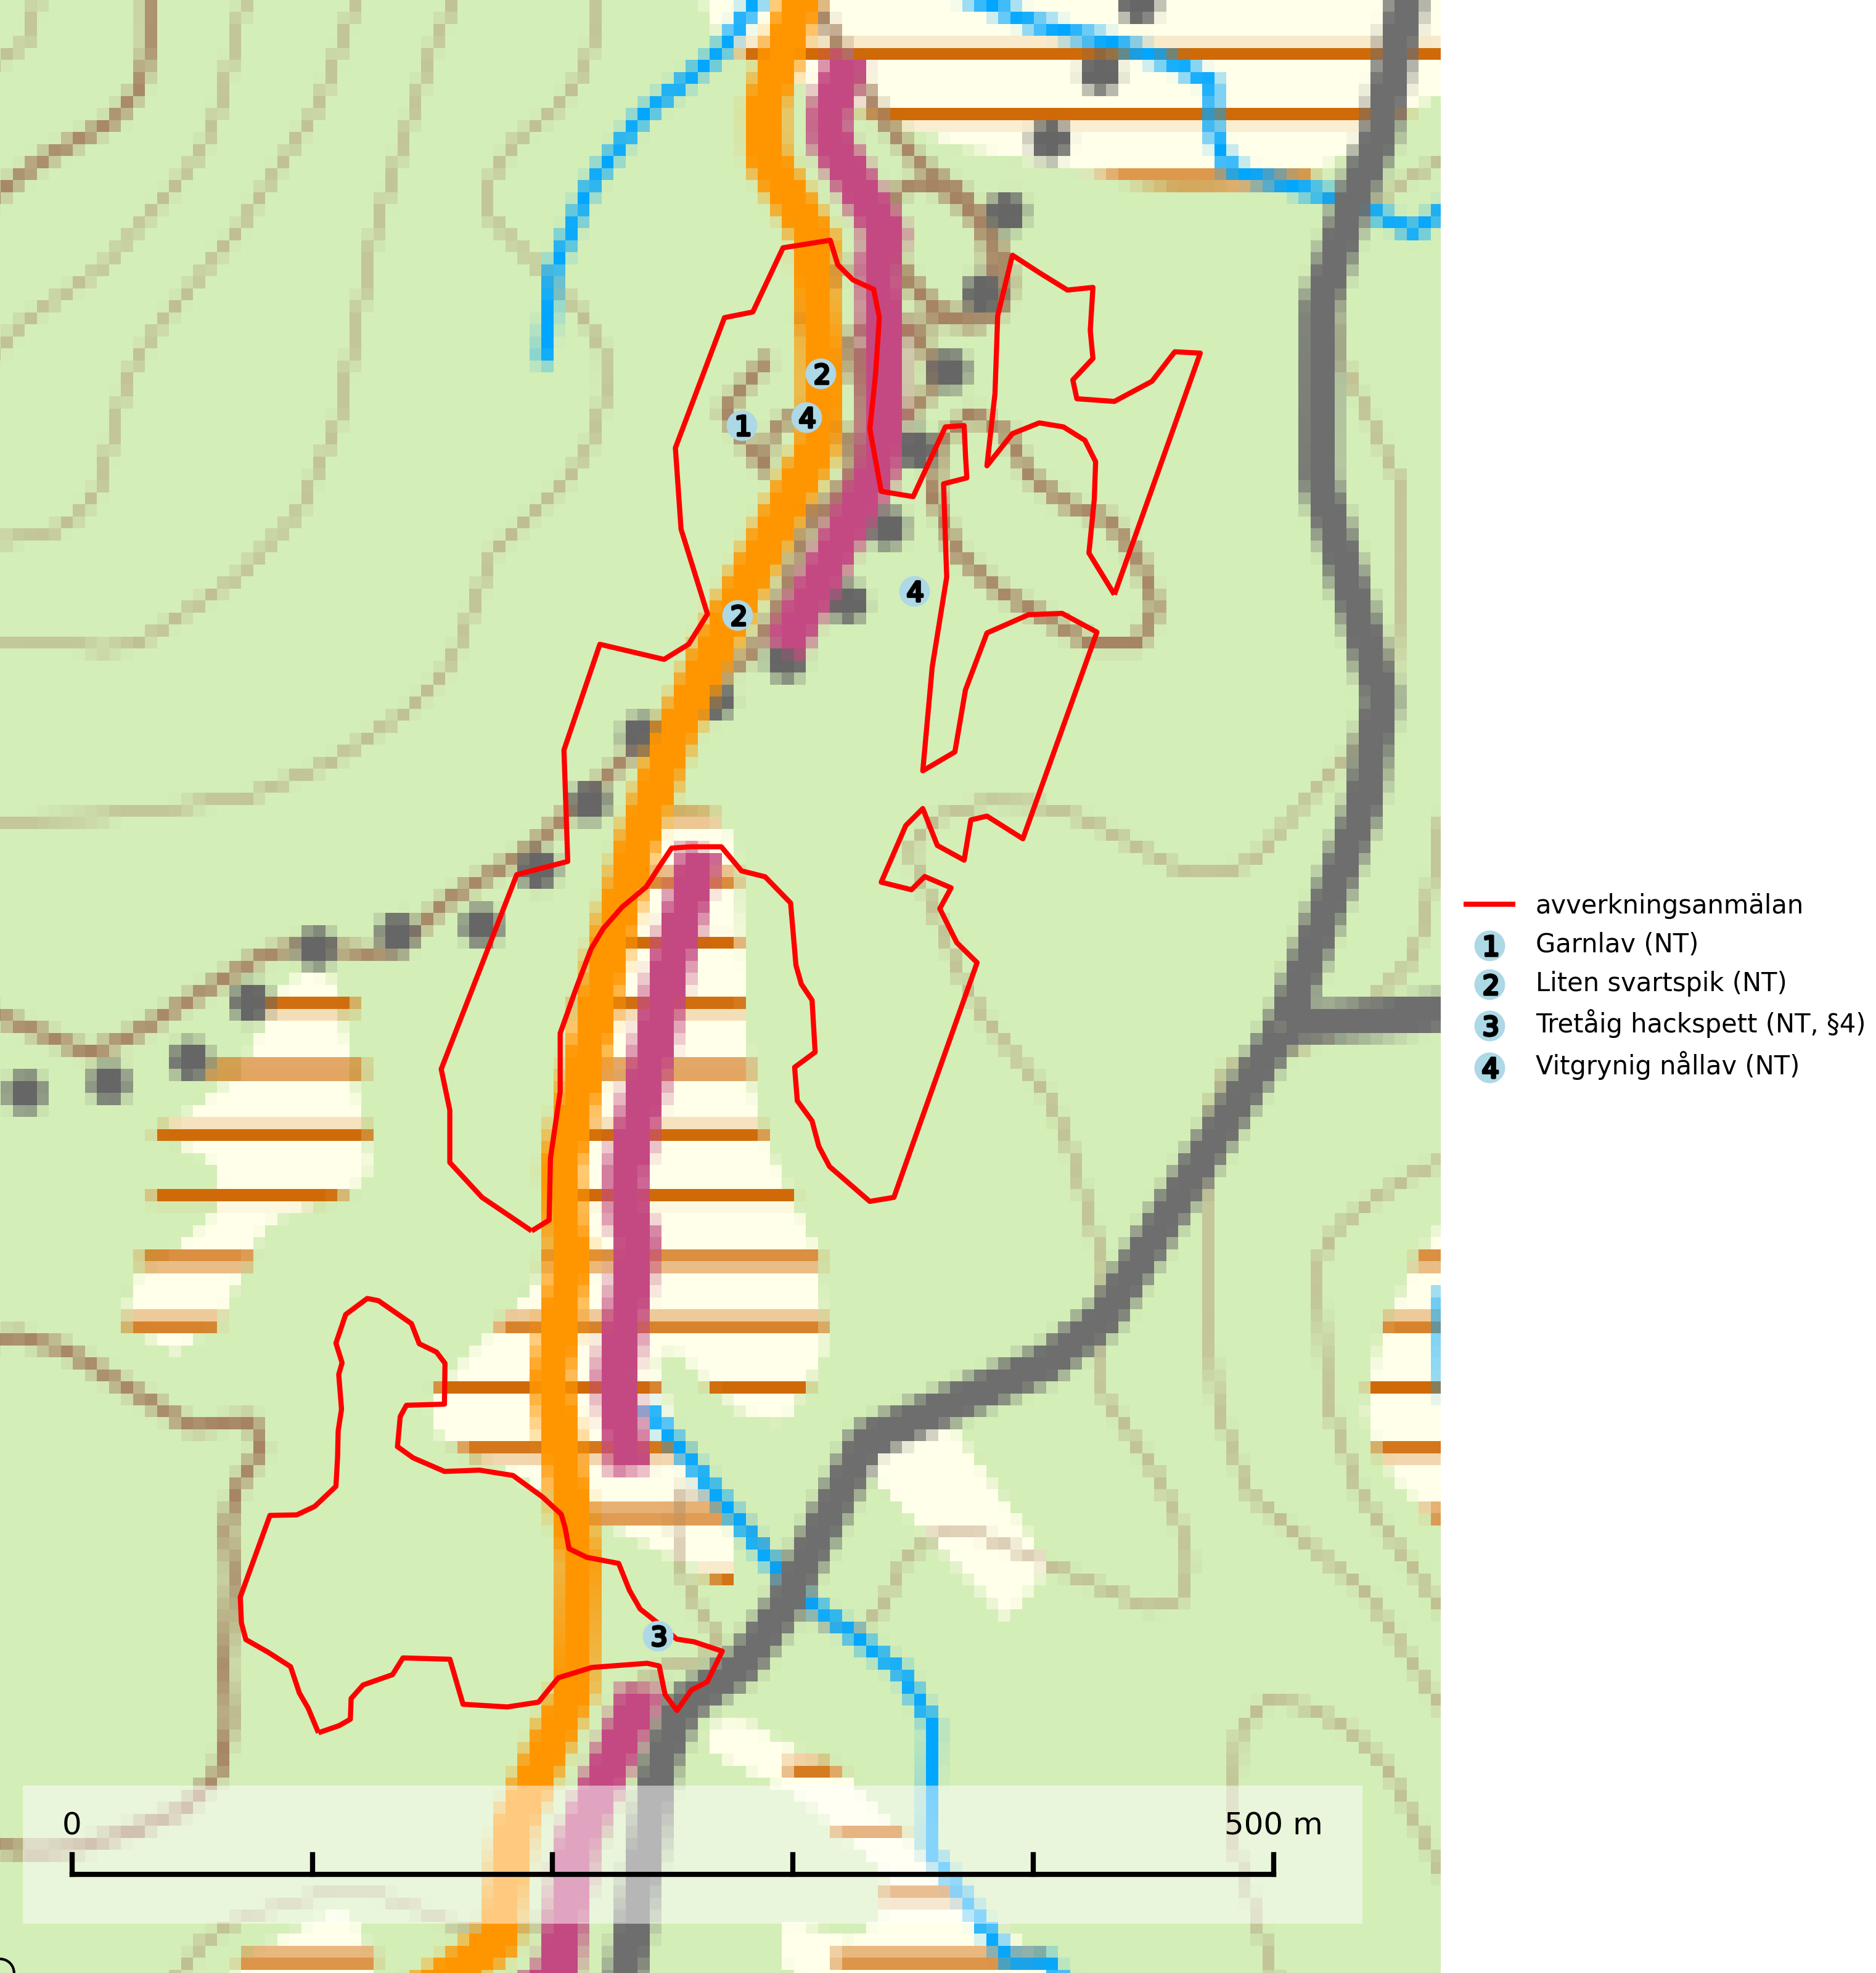 2
4
1
4
2
3
avverkningsanmälan
1 Garnlav (NT)
2 Liten svartspik (NT)
3 Tretåig hackspett (NT, §4)
4 Vitgrynig nållav (NT)
0 500 m